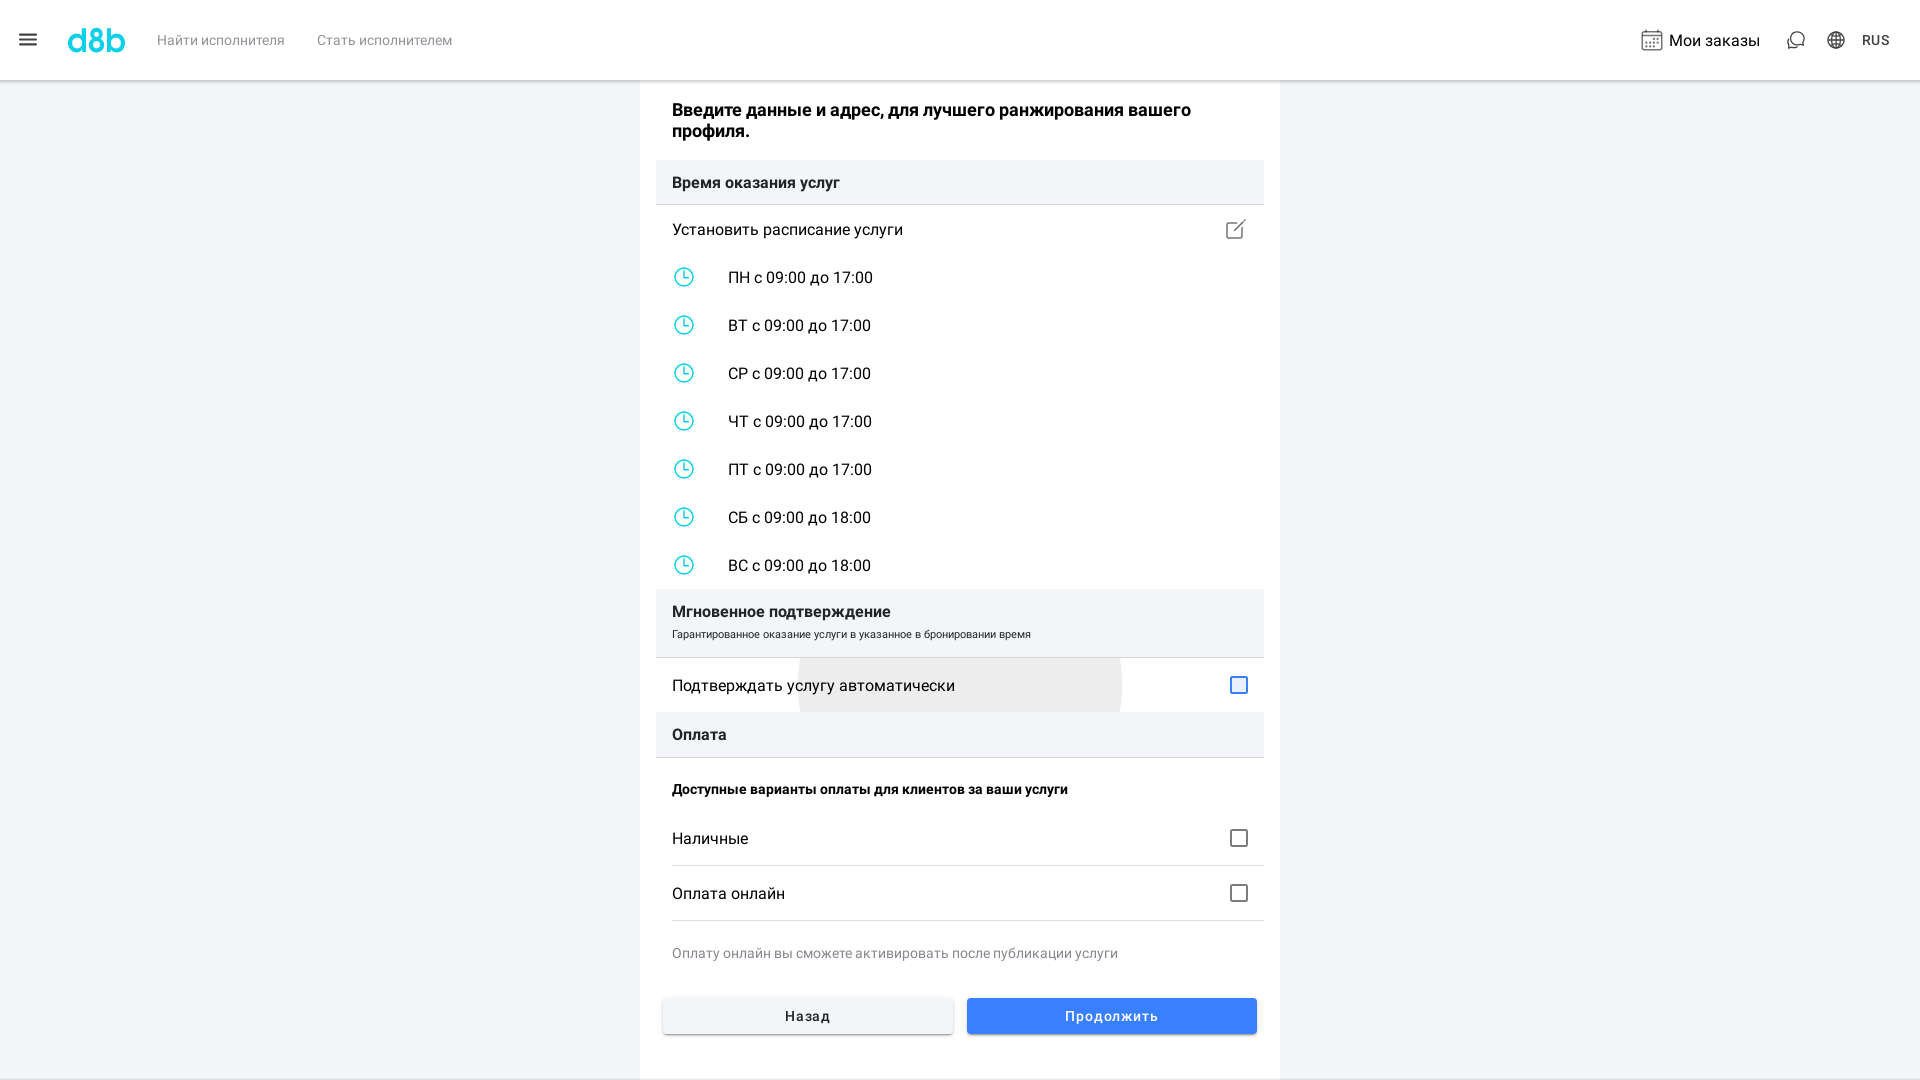 d8b
Найти исполнителя
Стать исполнителем
Мои заказы
RUS
Введите данные и адрес, для лучшего ранжирования вашего
профиля.
Время оказания услуг
Установить расписание услуги
ПН с 09:00 до 17:00
ВТ с 09:00 до 17:00
СР с 09:00 до 17:00
ЧТ с 09:00 до 17:00
ПТ с 09:00 до 17:00
СБ с 09:00 до 18:00
ВС с 09:00 до 18:00
Мгновенное подтверждение
Гарантированное оказание услуги в указанное в бронировании время
Подтверждать услугу автоматически
Оплата
Доступные варианты оплаты для клиентов за ваши услуги
Наличные
Оплата онлайн
Оплату онлайн вы сможете активировать после публикации услуги
Назад
Продолжить